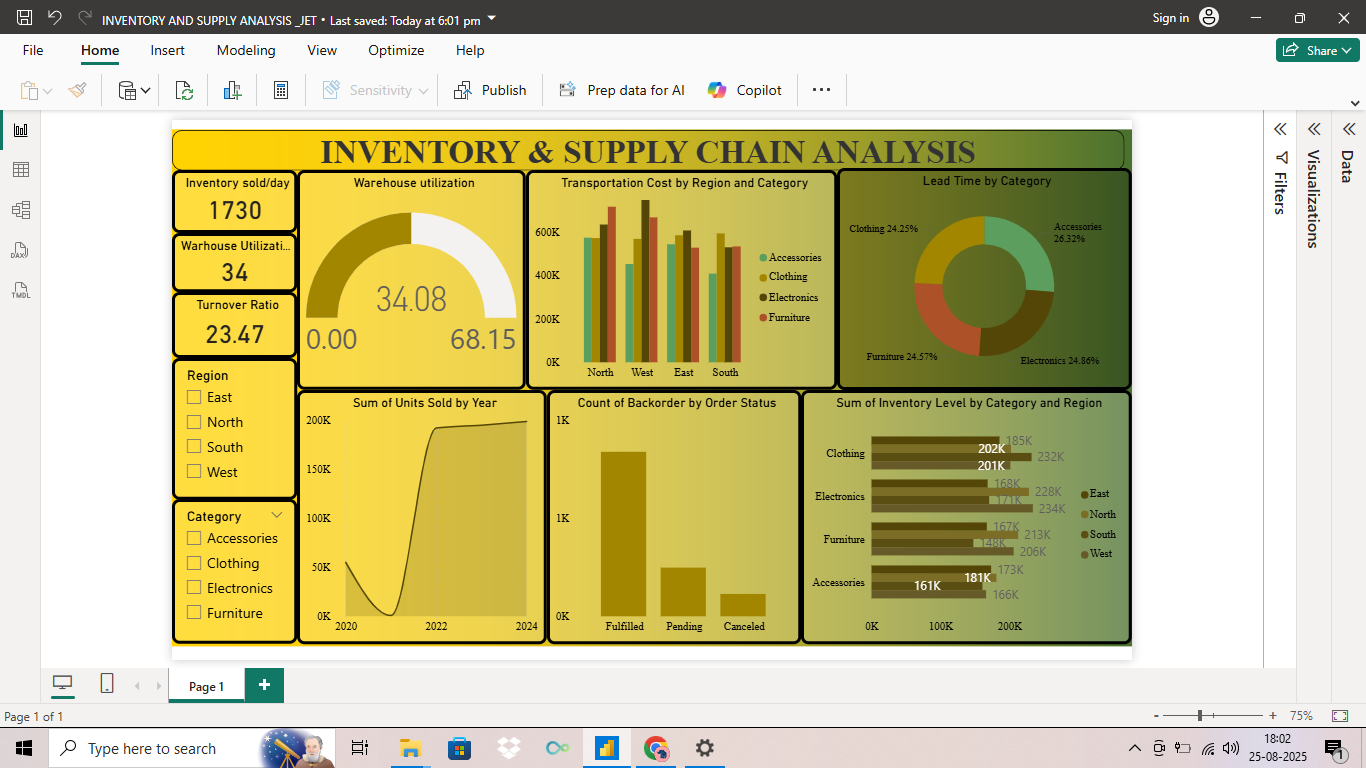 INVENTORY AND SUPPLY ANALYSIS _JET • Last saved: Today at 6:01 pm
Sign in
File
Home
Insert
Modeling
View
Optimize
Help
Share
Sensitivity
Publish
Prep data for AI
Copilot
DAX
TMDL
INVENTORY & SUPPLY CHAIN ANALYSIS
Inventory sold/day
1730
Warhouse Utilizati...
34
Turnover Ratio
23.47
Region
East
North
South
West
Category
Accessories
Clothing
Electronics
Furniture
Warehouse utilization
34.08
0.00
68.15
Transportation Cost by Region and Category
600K
400K
200K
0K
North
West
East
South
Accessories
Clothing
Electronics
Furniture
Lead Time by Category
Clothing 24.25%
Accessories
26.32%
Furniture 24.57%
Electronics 24.86%
Sum of Units Sold by Year
200K
150K
100K
50K
0K
2020
2022
2024
Count of Backorder by Order Status
1K
1K
0K
Fulfilled
Pending
Canceled
Sum of Inventory Level by Category and Region
Clothing
185K
202K
232K
201K
Electronics
168K
228K
171K
234K
Furniture
167K
213K
148K
206K
Accessories
173K
181K
161K
166K
0K
100K
200K
East
North
South
West
Filters
Visualizations
Data
Page 1
Page 1 of 1
- + 75%
Type here to search
18:02
25-08-2025
1